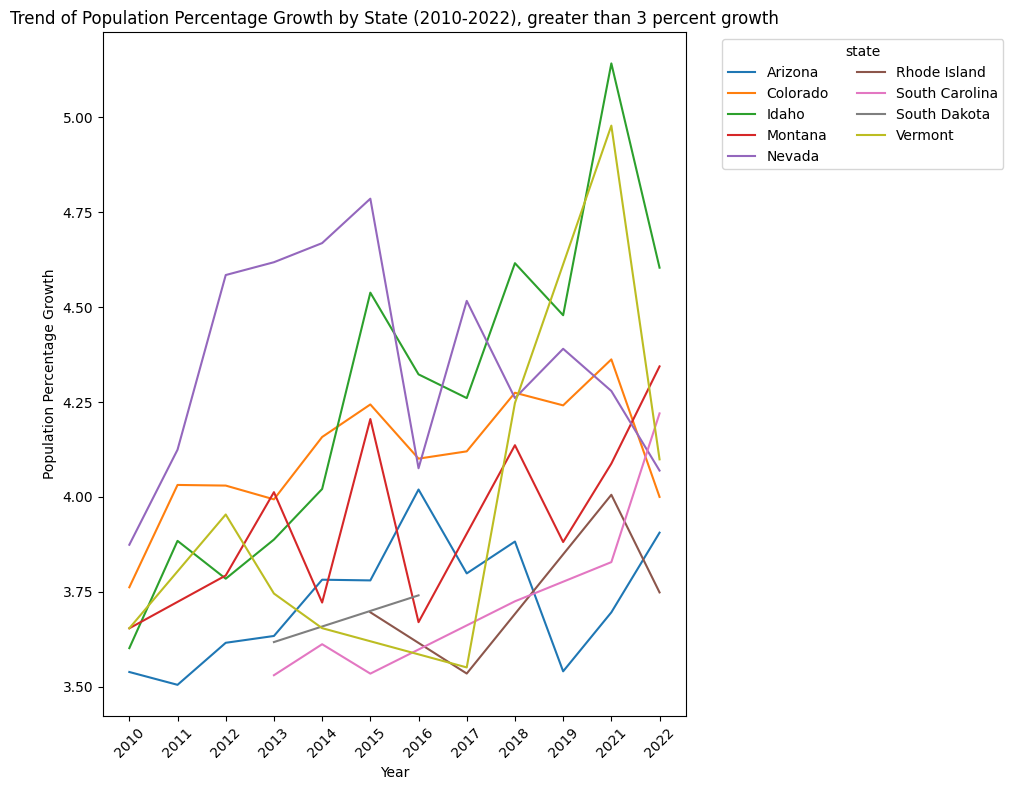 Trend of Population Percentage Growth by State (2010-2022), greater than 3 percent growth
state
Arizona
Colorado
Idaho
Montana
Nevada
Rhode Island
South Carolina
South Dakota
Vermont
Population Percentage Growth
5.00
4.75
4.50
4.25
4.00
3.75
3.50
2010
2011
2012
2013
2014
2015
2016
2017
2018
2019
2021
2022
Year